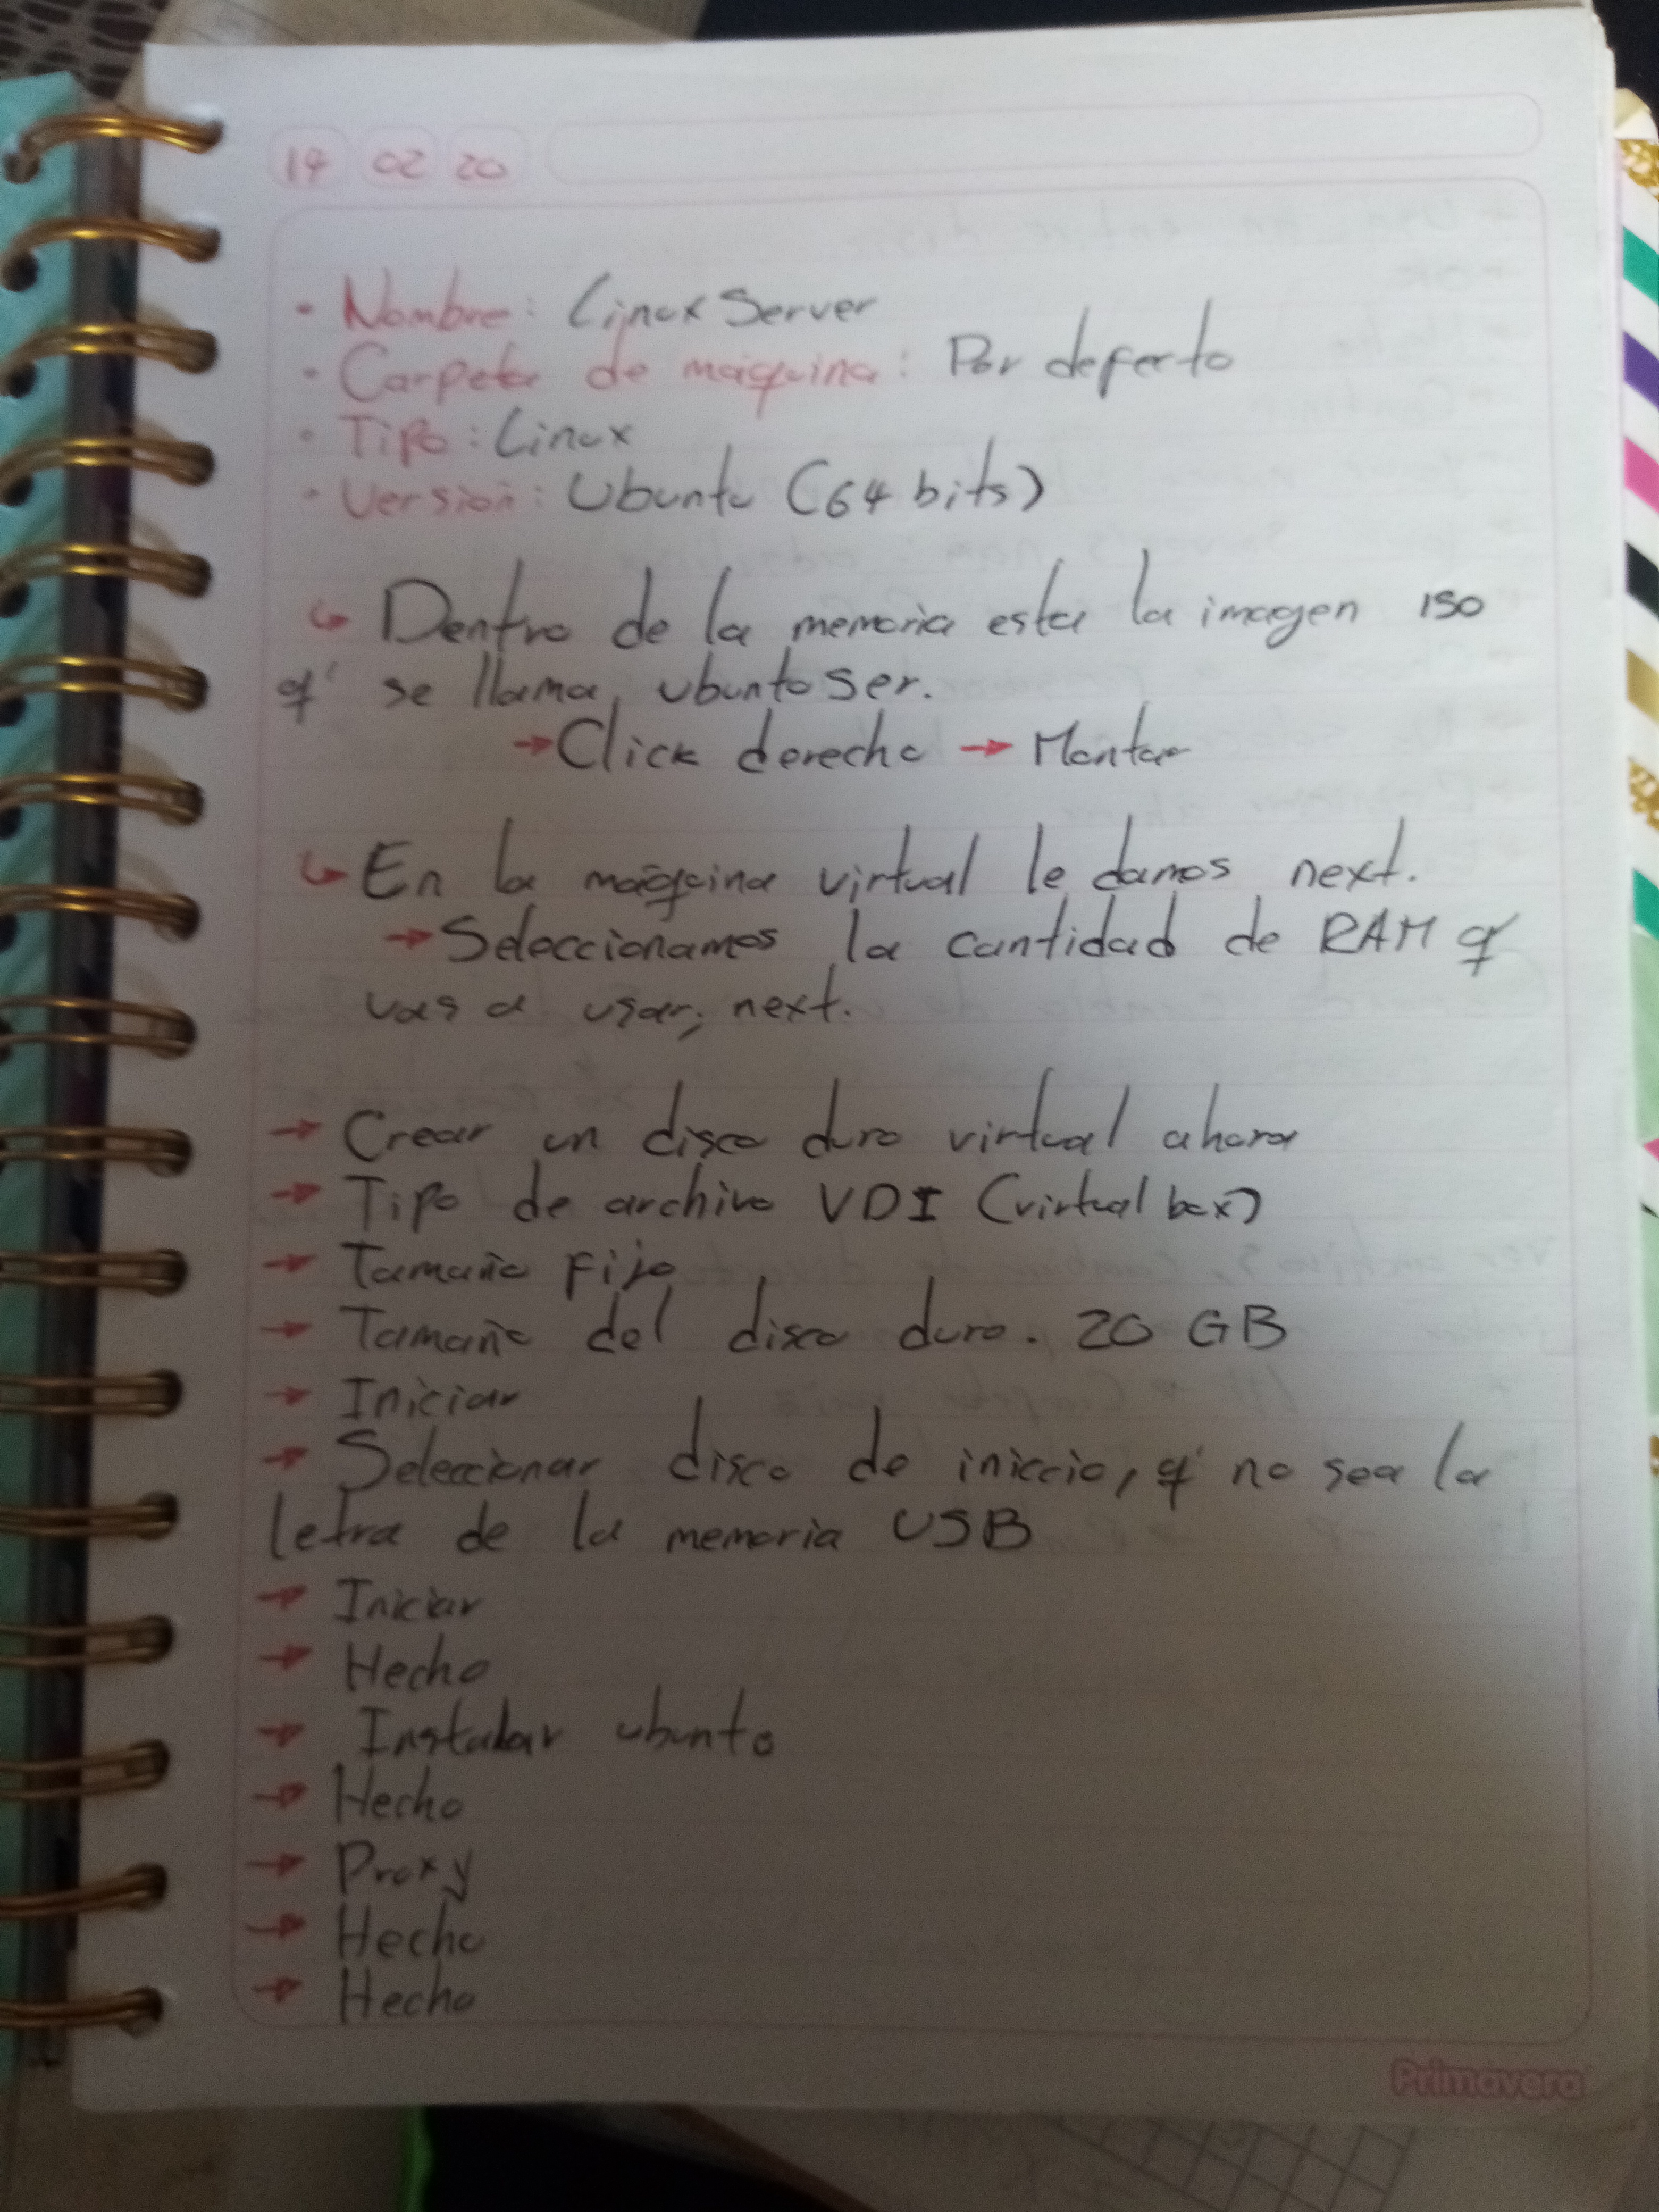 14 02 20
• Nombre: Linux Server
• Carpeta de máquina: Por defecto
• Tipo: Linux
• Versión: Ubuntu (64 bits)
↳ Dentro de la memoria esta la imagen ISO
q' se llama ubuntoser.
→ Click derecho → Montar
↳ En la máquina virtual le damos next.
→ Seleccionamos la cantidad de RAM q
vas a usar; next.
→ Crear un disco duro virtual ahora
→ Tipo de archivo VDI (virtual box)
→ Tamaño Fijo
→ Tamaño del disco duro. 20 GB
→ Iniciar
→ Seleccionar disco de iniccio, q' no sea la
letra de la memoria USB
→ Iniciar
→ Hecho
→ Instalar ubunto
→ Hecho
→ Proxy
→ Hecho
→ Hecho
Primavera